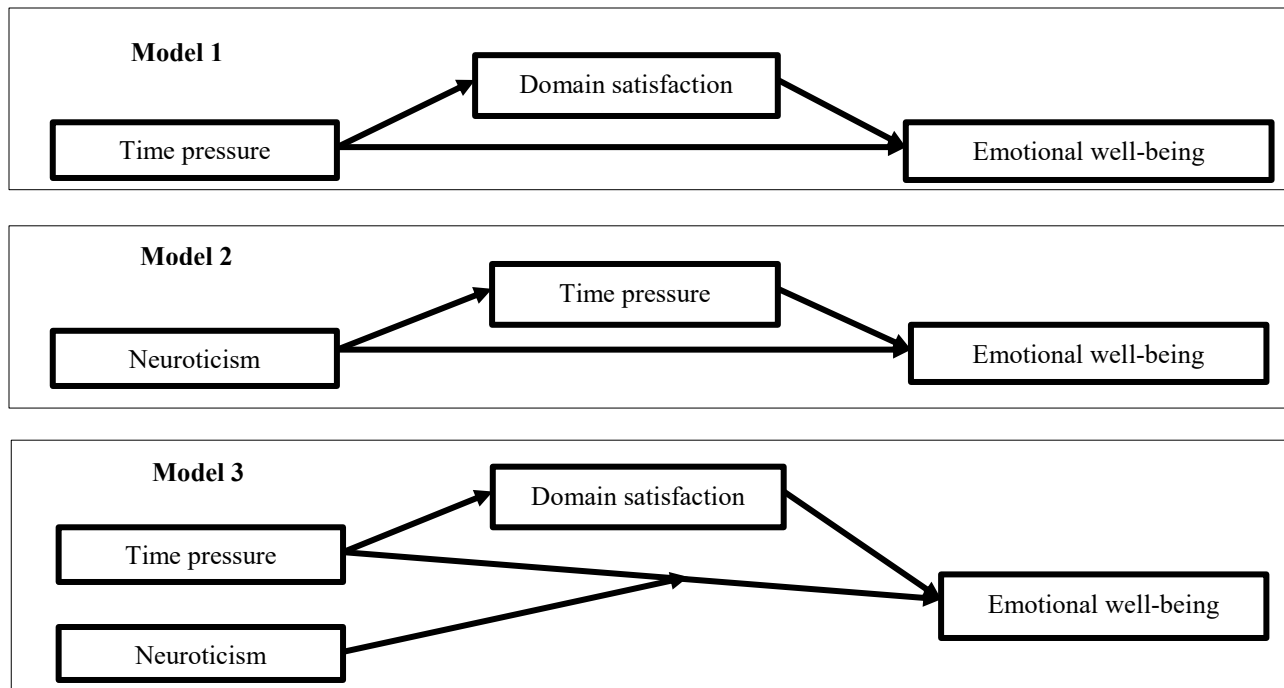 Model 1
Domain satisfaction
Time pressure
Emotional well-being
Model 2
Time pressure
Neuroticism
Emotional well-being
Model 3
Domain satisfaction
Time pressure
Emotional well-being
Neuroticism